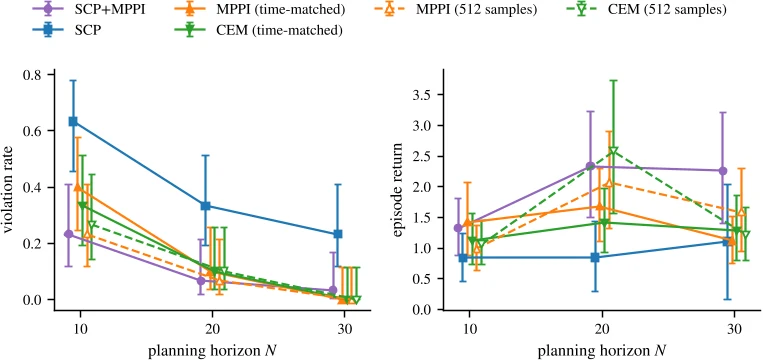 SCP+MPPI MPPI (time-matched) MPPI (512 samples) CEM (512 samples)
SCP CEM (time-matched)
violation rate
0.8
0.6
0.4
0.2
0.0
10 20 30
planning horizon N
episode return
3.5
3.0
2.5
2.0
1.5
1.0
0.5
0.0
10 20 30
planning horizon N